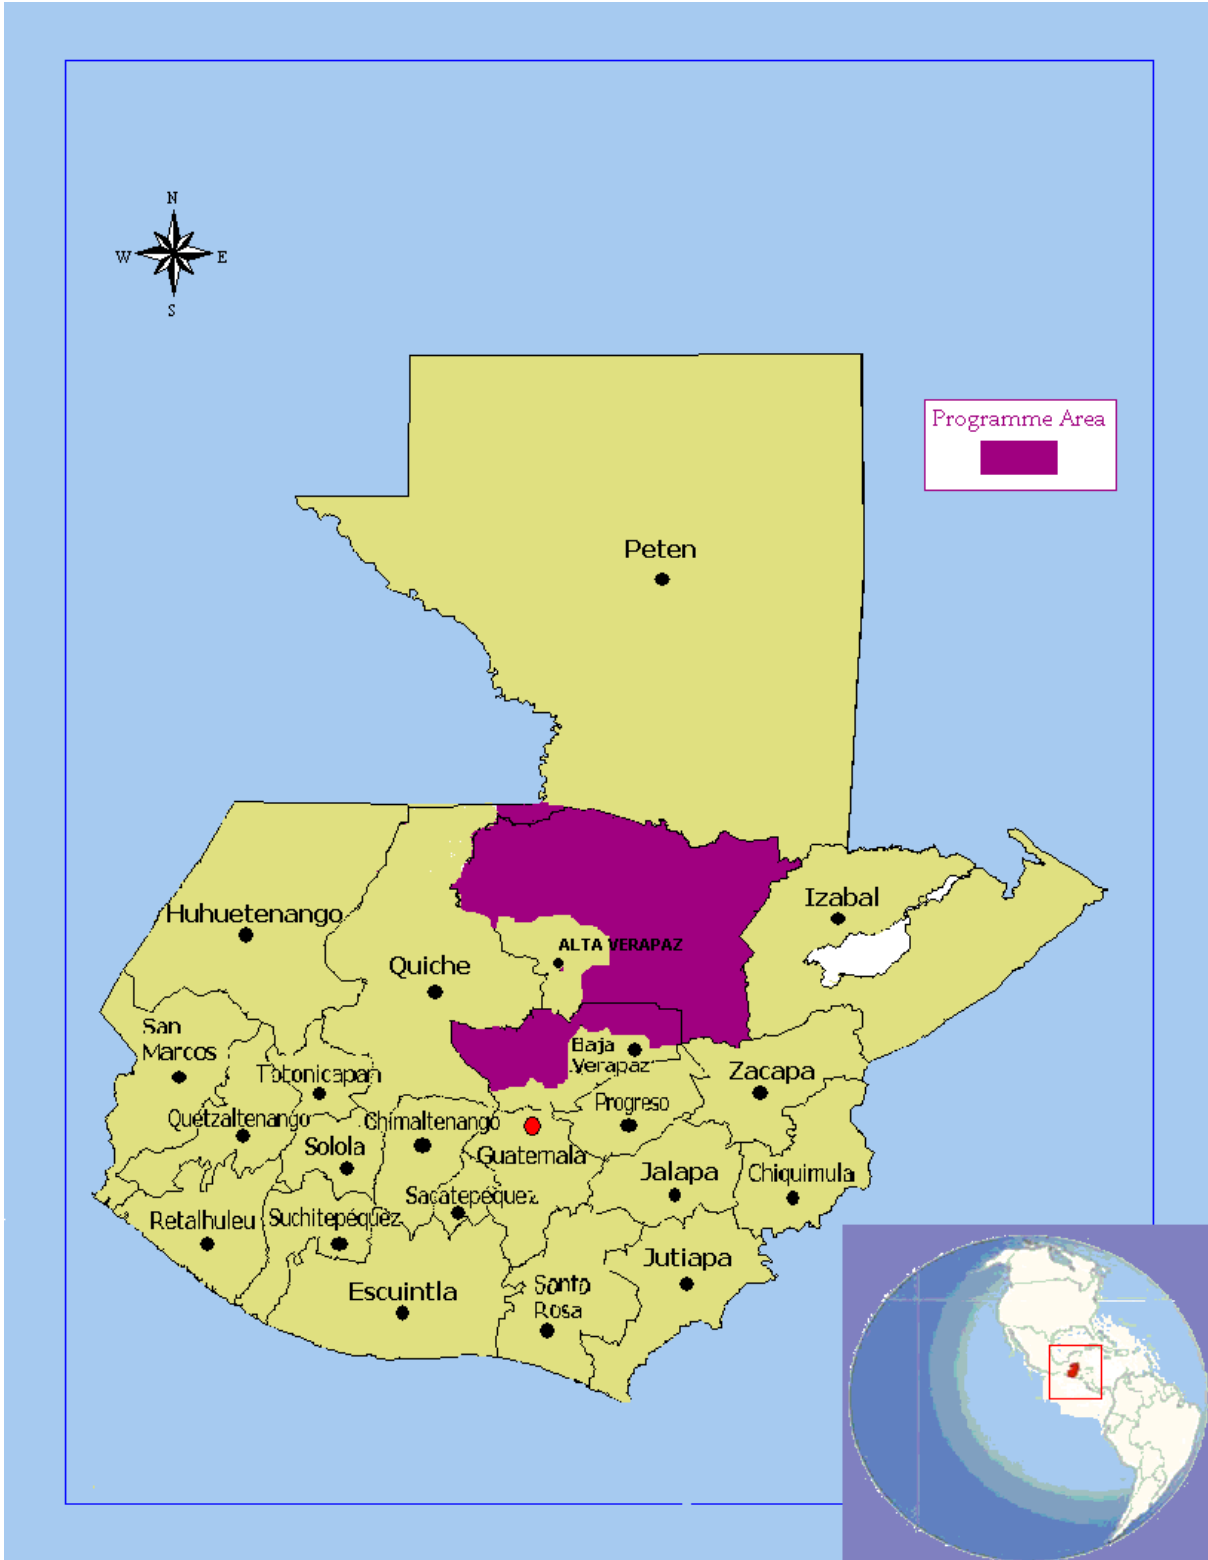 N
W
E
S
Programme Area
Peten
Izabal
Huhuetenango
ALTA VERAPAZ
Quiche
San
Marcos
Baja
Verapaz
Totonicapan
Zacapa
Progreso
Quetzaltenango
Chimaltenango
Solola
Guatemala
Jalapa
Chiquimula
Sacatepéquez
Retalhuleu
Suchitepéquez
Jutiapa
Escuintla
Santa
Rosa